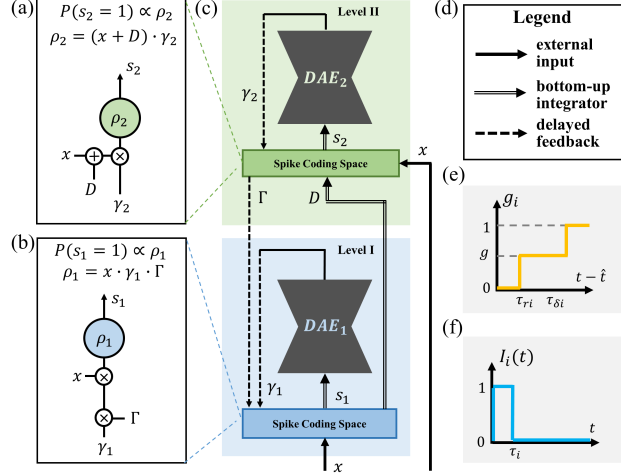 (a)
P(s₂ = 1) ∝ ρ₂
ρ₂ = (x + D) · γ₂
s₂
ρ₂
x
+
×
D
γ₂
(b)
P(s₁ = 1) ∝ ρ₁
ρ₁ = x · γ₁ · Γ
s₁
ρ₁
x
×
×
Γ
γ₁
(c)
Level II
DAE₂
γ₂
s₂
x
Spike Coding Space
Γ
D
Level I
DAE₁
γ₁
s₁
Spike Coding Space
x
(d)
Legend
external
input
bottom-up
integrator
delayed
feedback
(e)
gᵢ
1
g
0
τᵣᵢ
τδᵢ
t − t̂
(f)
Iᵢ(t)
1
0
τᵢ
t